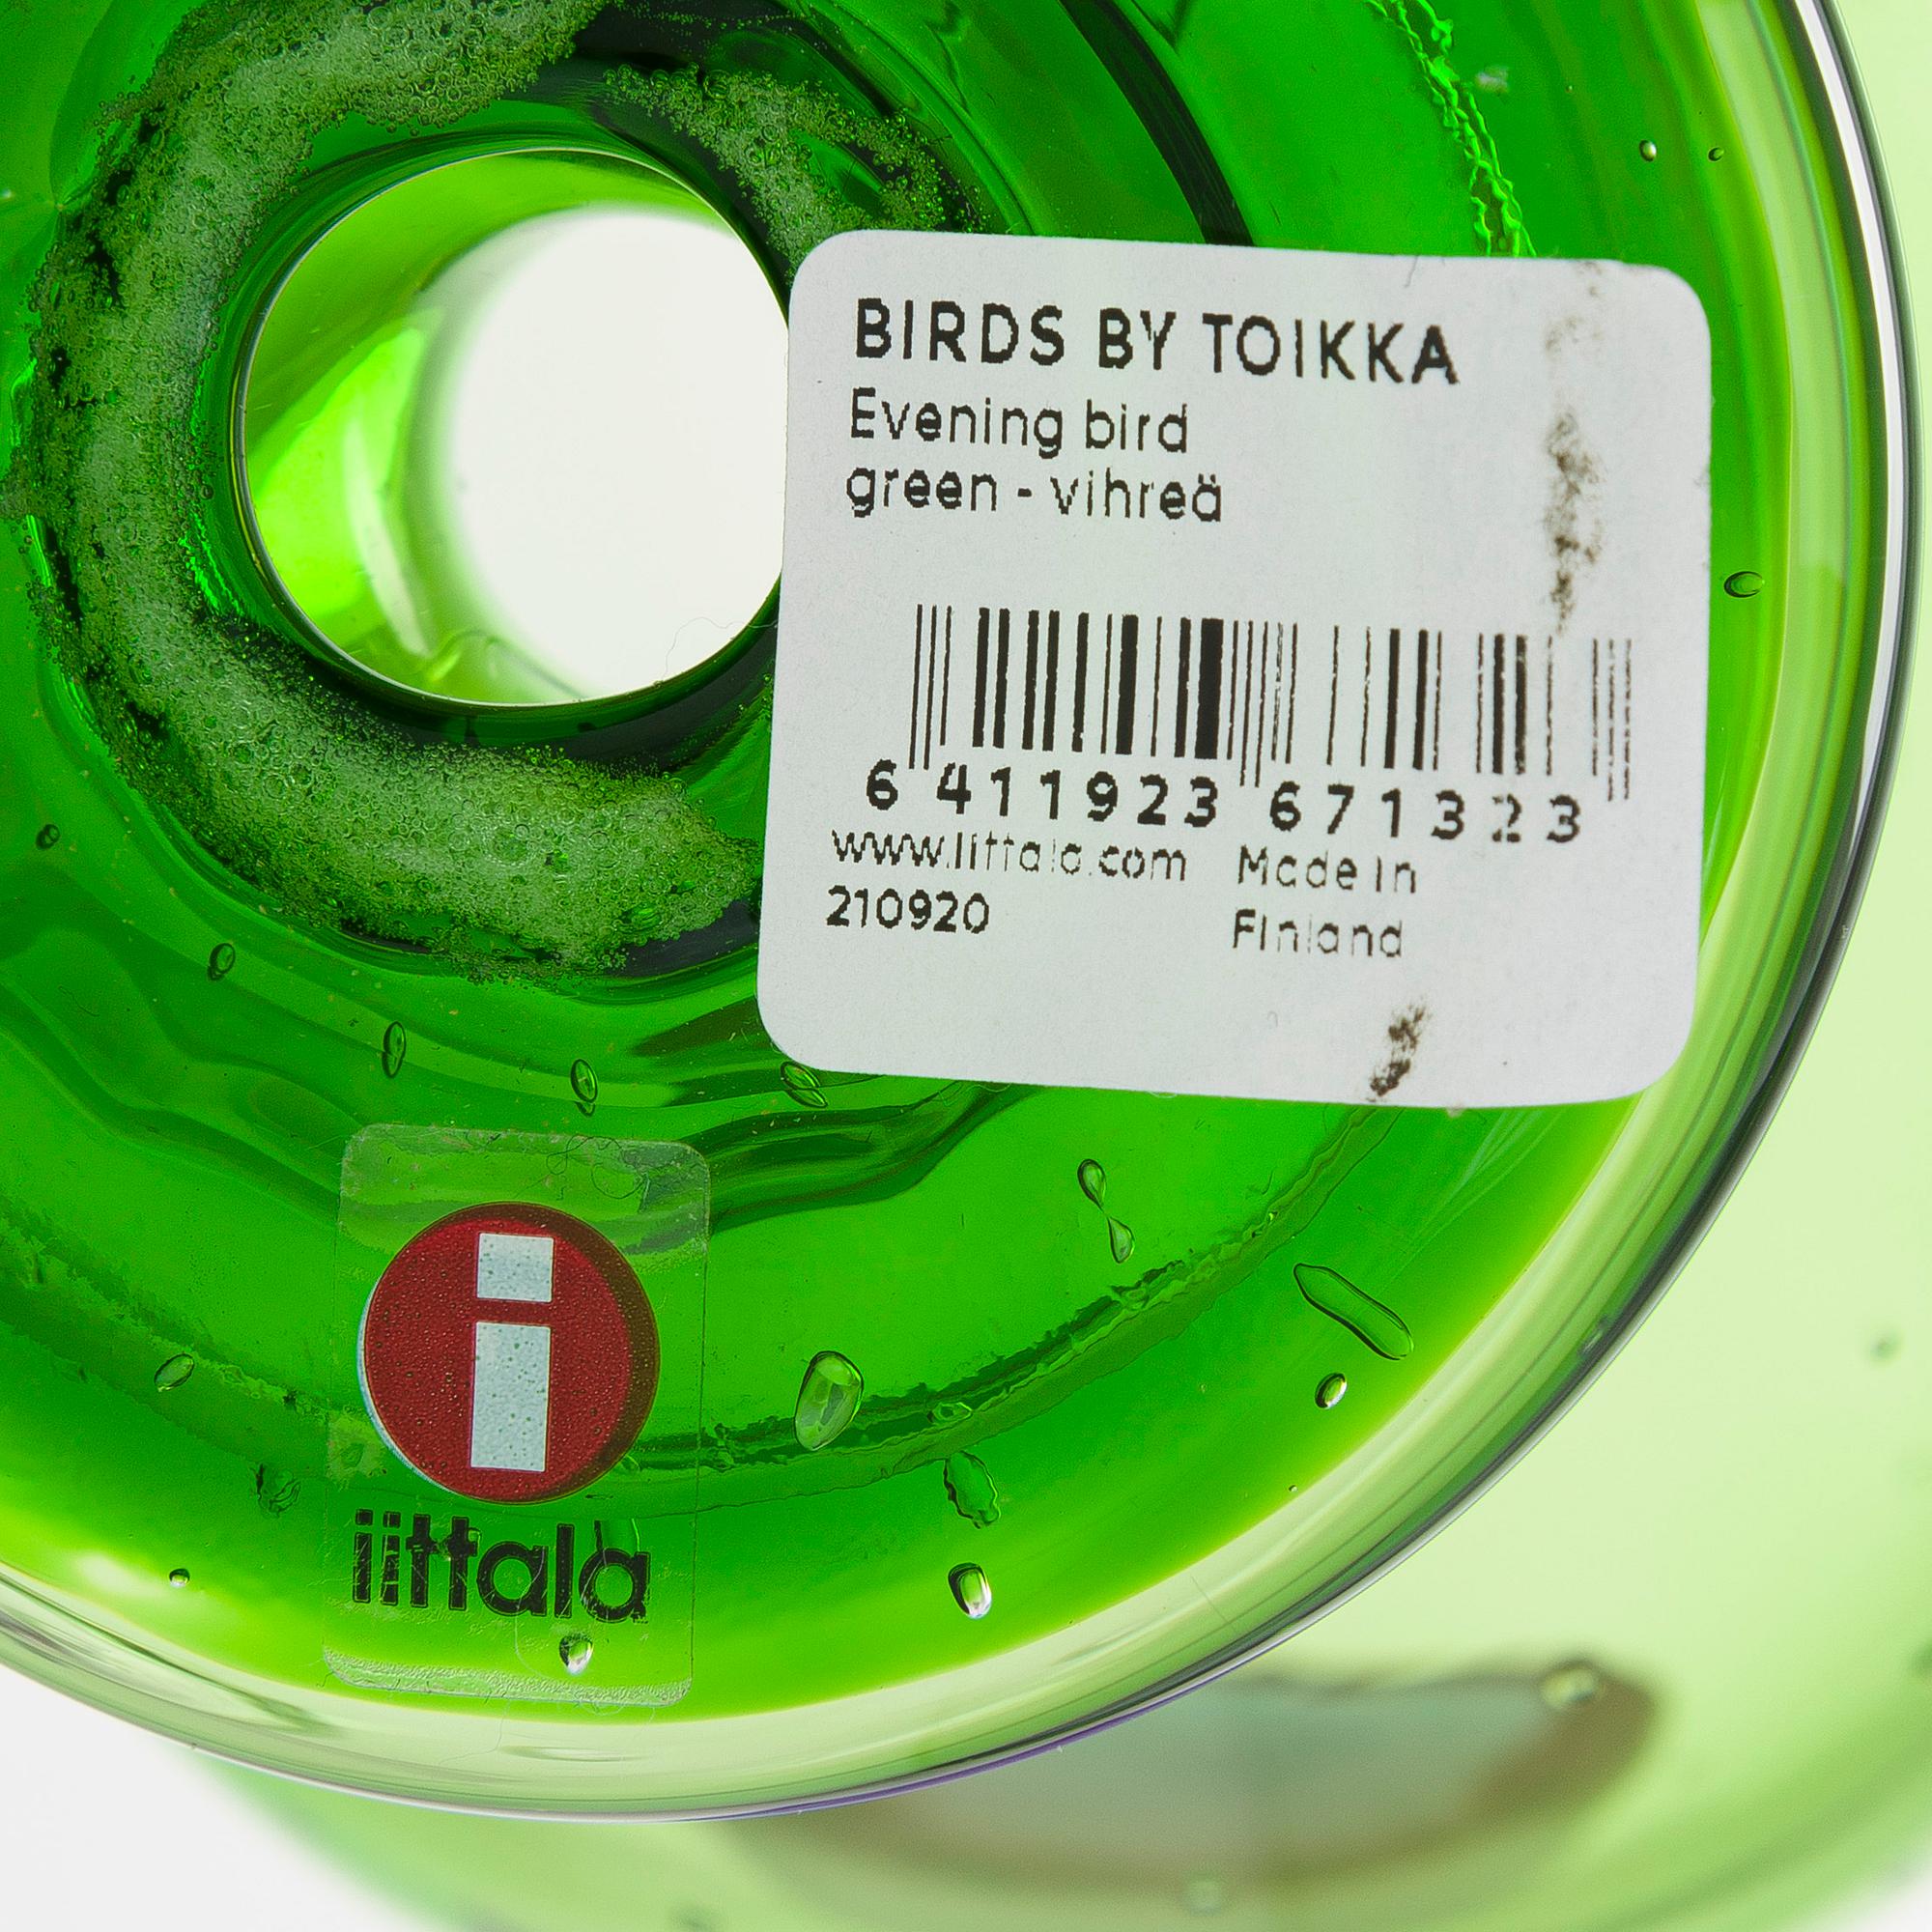 BIRDS BY TOIKKA
Evening bird
green - vihreä
6 411923 671323
www.iittala.com Made in
210920 Finland
i
iittala